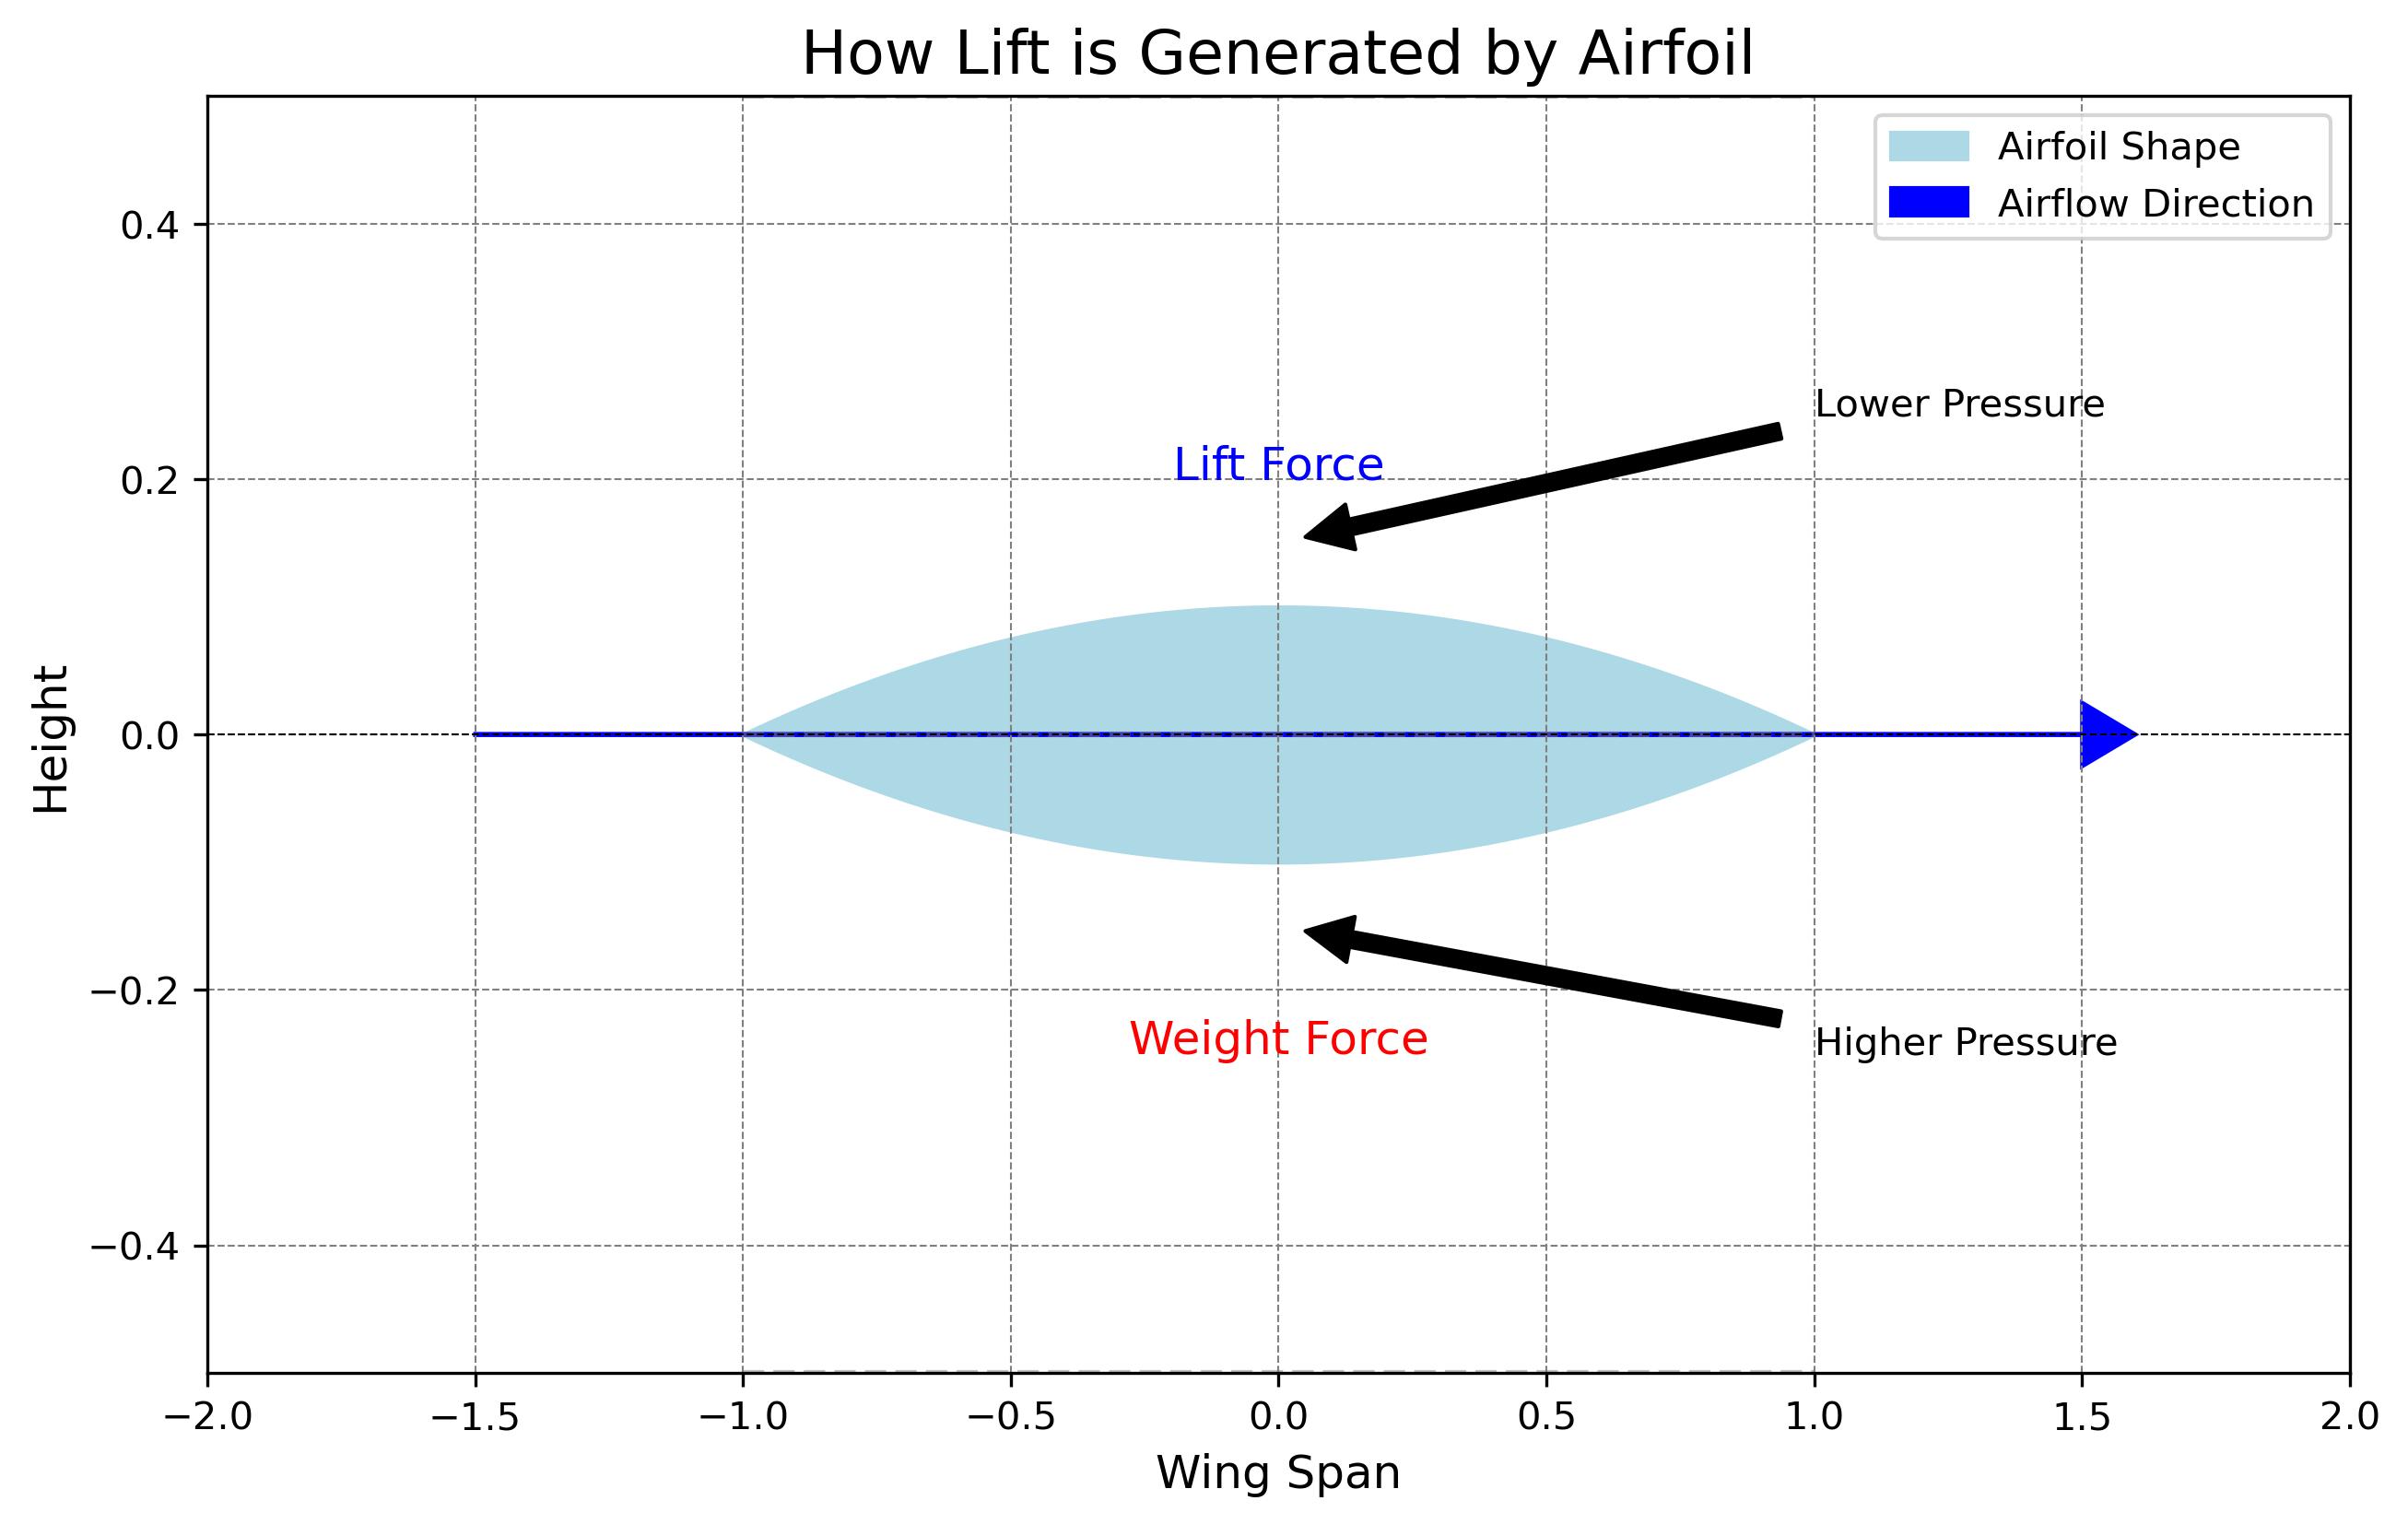 How Lift is Generated by Airfoil
Airfoil Shape
Airflow Direction
Lower Pressure
Lift Force
Weight Force
Higher Pressure
Height
0.4
0.2
0.0
−0.2
−0.4
−2.0
−1.5
−1.0
−0.5
0.0
0.5
1.0
1.5
2.0
Wing Span